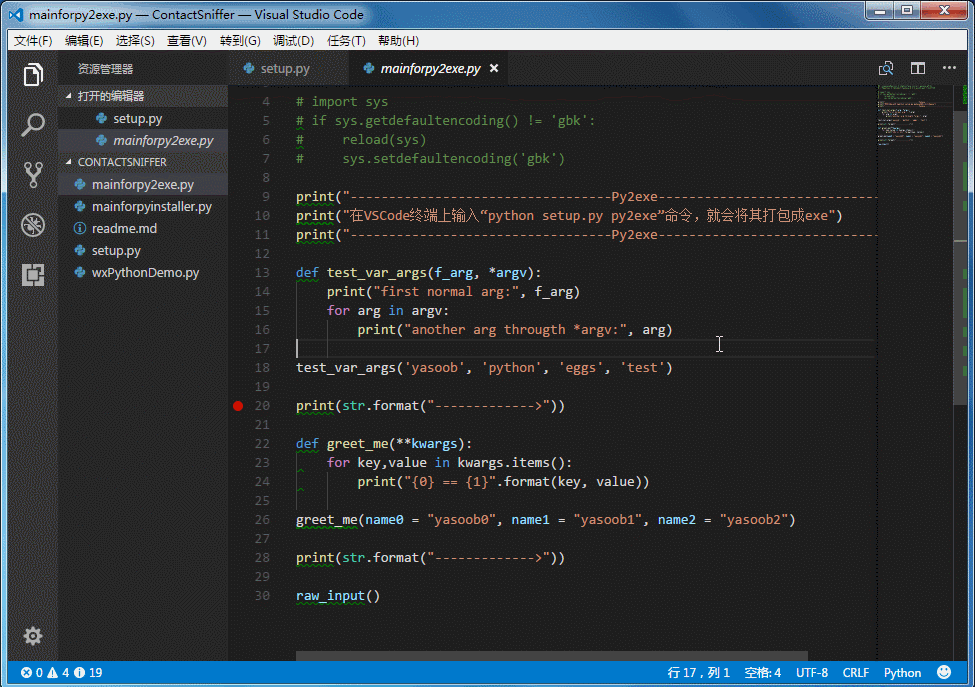 mainforpy2exe.py — ContactSniffer — Visual Studio Code
文件(F) 编辑(E) 选择(S) 查看(V) 转到(G) 调试(D) 任务(T) 帮助(H)
资源管理器
打开的编辑器
setup.py
mainforpy2exe.py
CONTACTSNIFFER
mainforpy2exe.py
mainforpyinstaller.py
readme.md
setup.py
wxPythonDemo.py
setup.py mainforpy2exe.py
4 # import sys
5 # if sys.getdefaultencoding() != 'gbk':
6 #     reload(sys)
7 #     sys.setdefaultencoding('gbk')
8
9 print("----------------------------------Py2exe----------------------------
10 print("在VSCode终端上输入“python setup.py py2exe”命令，就会将其打包成exe")
11 print("----------------------------------Py2exe----------------------------
12
13 def test_var_args(f_arg, *argv):
14     print("first normal arg:", f_arg)
15     for arg in argv:
16         print("another arg througth *argv:", arg)
17
18 test_var_args('yasoob', 'python', 'eggs', 'test')
19
20 print(str.format("------------->"))
21
22 def greet_me(**kwargs):
23     for key,value in kwargs.items():
24         print("{0} == {1}".format(key, value))
25
26 greet_me(name0 = "yasoob0", name1 = "yasoob1", name2 = "yasoob2")
27
28 print(str.format("------------->"))
29
30 raw_input()
0 4 19 行 17，列 1 空格: 4 UTF-8 CRLF Python